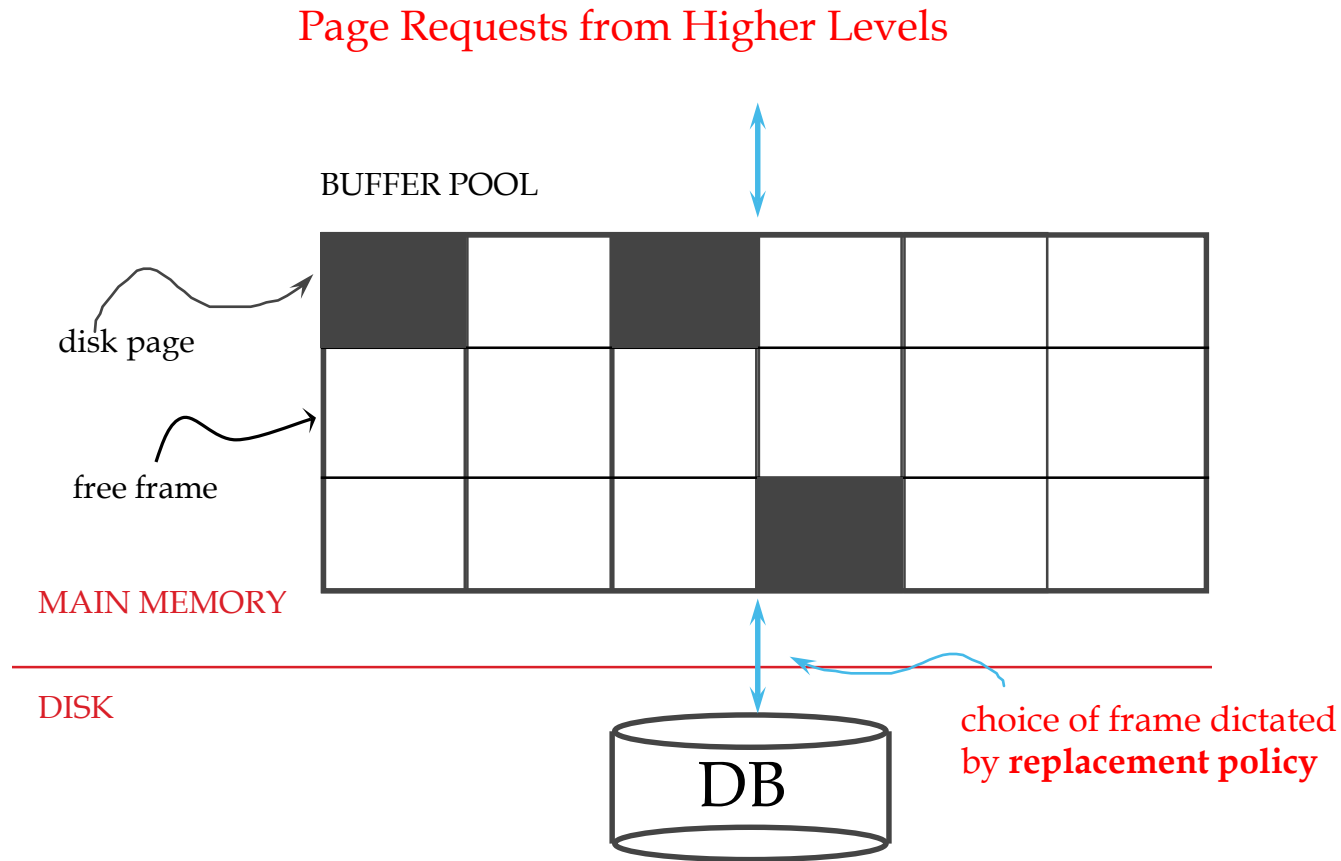 Page Requests from Higher Levels
BUFFER POOL
disk page
free frame
MAIN MEMORY
DISK
choice of frame dictated
by replacement policy
DB